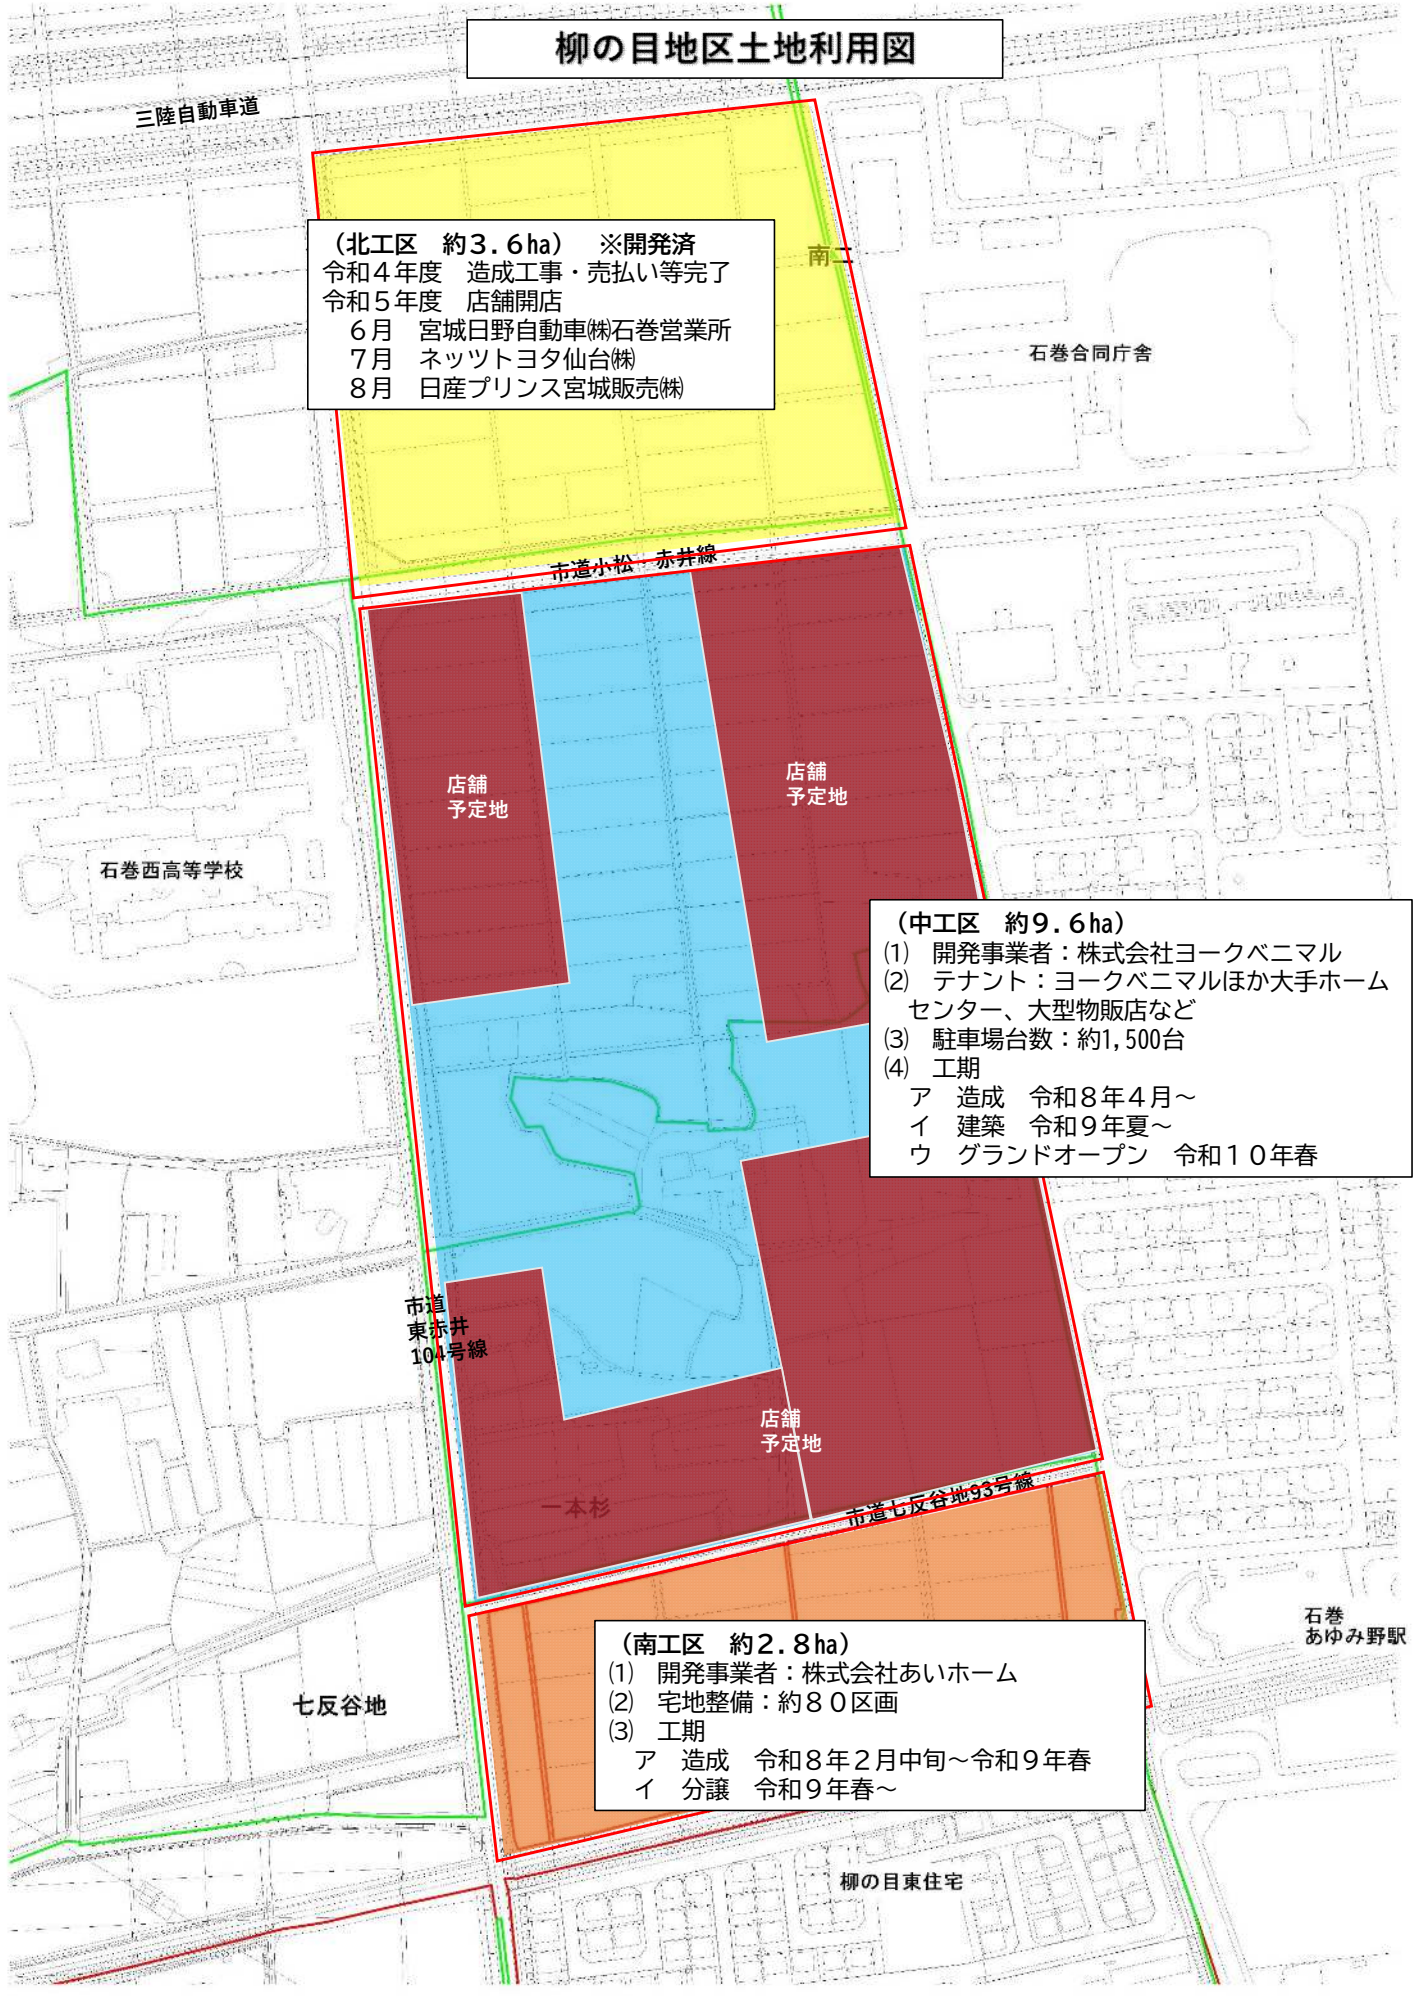 柳の目地区土地利用図
三陸自動車道
（北工区　約３.６ha）　※開発済
令和４年度　造成工事・売払い等完了
令和５年度　店舗開店
６月　宮城日野自動車㈱石巻営業所
７月　ネッツトヨタ仙台㈱
８月　日産プリンス宮城販売㈱
南二
石巻合同庁舎
市道小松・赤井線
店舗
予定地
店舗
予定地
石巻西高等学校
（中工区　約９.６ha）
⑴　開発事業者：株式会社ヨークベニマル
⑵　テナント：ヨークベニマルほか大手ホーム
センター、大型物販店など
⑶　駐車場台数：約1,500台
⑷　工期
ア　造成　令和８年４月～
イ　建築　令和９年夏～
ウ　グランドオープン　令和１０年春
市道
東赤井
104号線
店舗
予定地
一本杉
市道七反谷地93号線
（南工区　約２.８ha）
⑴　開発事業者：株式会社あいホーム
⑵　宅地整備：約８０区画
⑶　工期
ア　造成　令和８年２月中旬～令和９年春
イ　分譲　令和９年春～
石巻
あゆみ野駅
七反谷地
柳の目東住宅